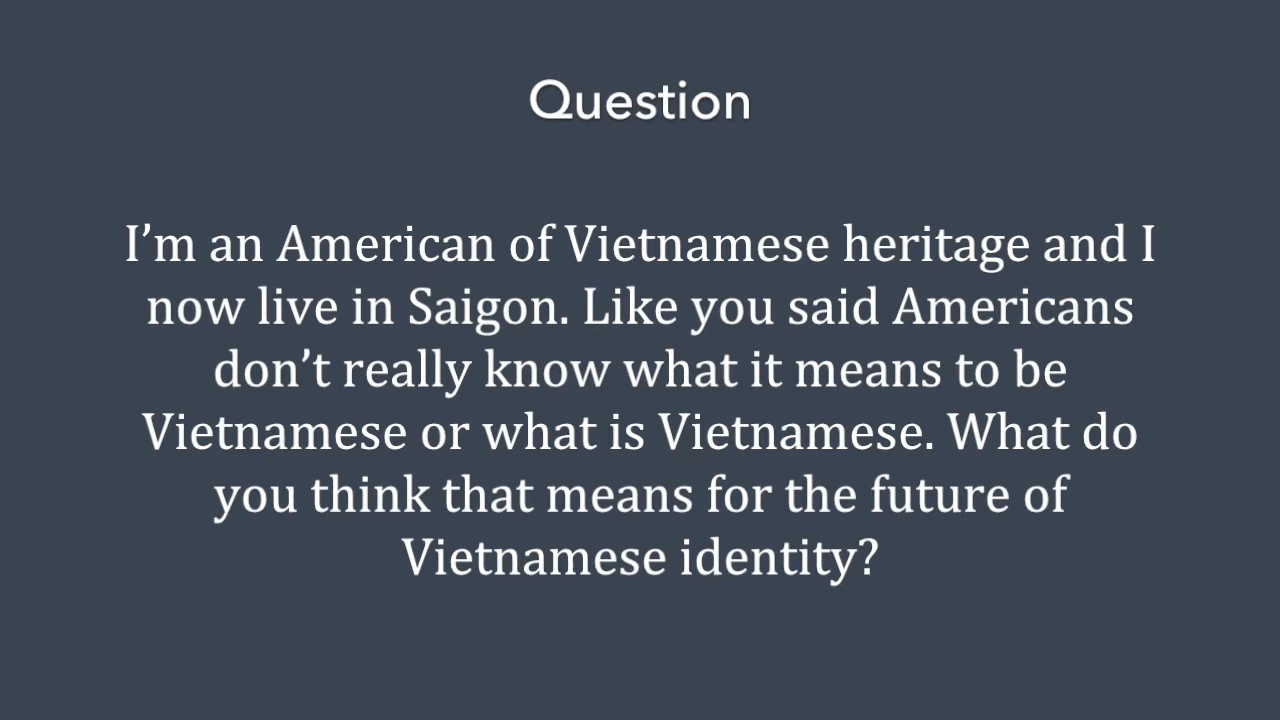 Question
I’m an American of Vietnamese heritage and I
now live in Saigon. Like you said Americans
don’t really know what it means to be
Vietnamese or what is Vietnamese. What do
you think that means for the future of
Vietnamese identity?